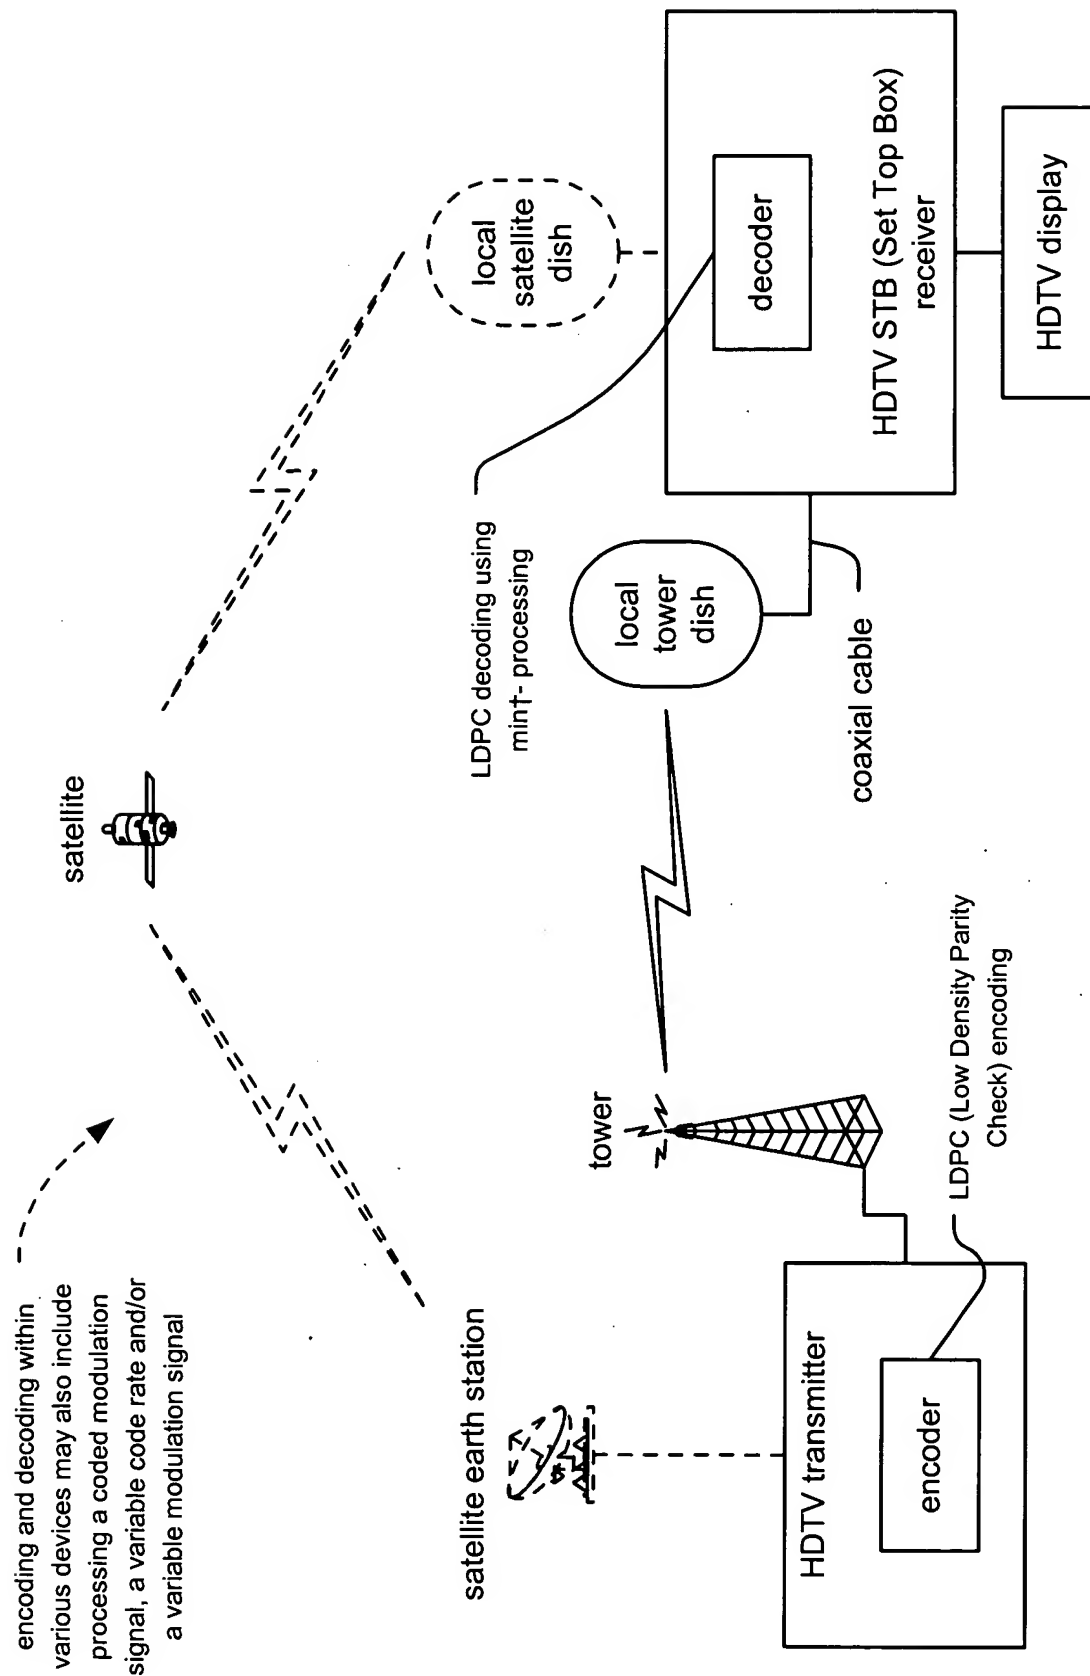 encoding and decoding within
various devices may also include
processing a coded modulation
signal, a variable code rate and/or
a variable modulation signal
satellite
satellite earth station
local
satellite
dish
LDPC decoding using
min†- processing
tower
local
tower
dish
coaxial cable
HDTV transmitter
encoder
LDPC (Low Density Parity
Check) encoding
decoder
HDTV STB (Set Top Box)
receiver
HDTV display